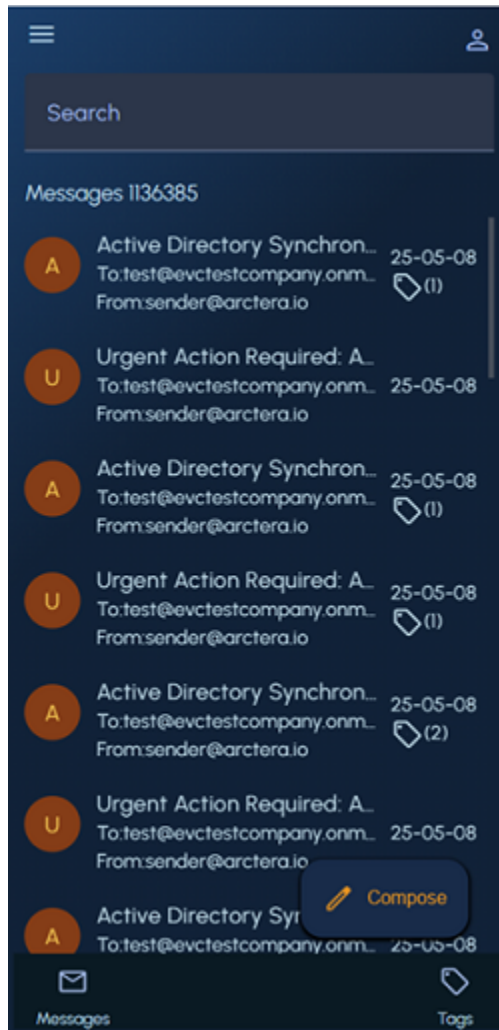 Search
Messages 1136385
A
Active Directory Synchron...
25-05-08
To:test@evctestcompany.onm...
(1)
From:sender@arctera.io
U
Urgent Action Required: A...
To:test@evctestcompany.onm...
25-05-08
From:sender@arctera.io
A
Active Directory Synchron...
25-05-08
To:test@evctestcompany.onm...
(1)
From:sender@arctera.io
U
Urgent Action Required: A...
25-05-08
To:test@evctestcompany.onm...
(1)
From:sender@arctera.io
A
Active Directory Synchron...
25-05-08
To:test@evctestcompany.onm...
(2)
From:sender@arctera.io
U
Urgent Action Required: A...
To:test@evctestcompany.onm...
25-05-08
From:sender@arctera.io
Compose
A
Active Directory Syr
To:test@evctestcompany.onm...
25-05-08
Messages
Tags